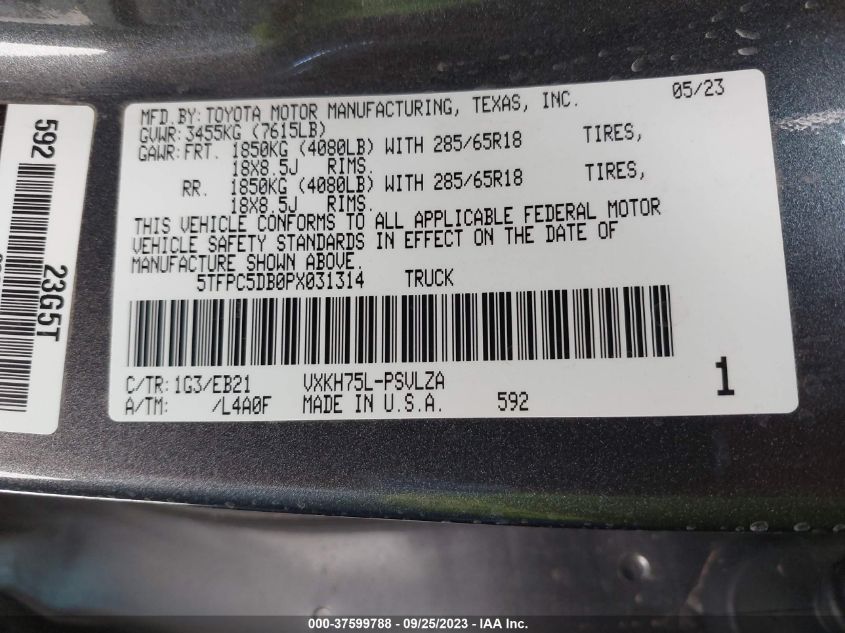 MFD.BY: TOYOTA MOTOR MANUFACTURING, TEXAS, INC. 05/23
GVWR: 3455KG (7615LB)
GAWR: FRT. 1850KG (4080LB) WITH 285/65R18 TIRES,
18X8.5J RIMS.
RR. 1850KG (4080LB) WITH 285/65R18 TIRES,
18X8.5J RIMS.
THIS VEHICLE CONFORMS TO ALL APPLICABLE FEDERAL MOTOR
VEHICLE SAFETY STANDARDS IN EFFECT ON THE DATE OF
MANUFACTURE SHOWN ABOVE.
5TFPC5DB0PX031314 TRUCK
C/TR: 1G3/EB21 VXKH75L-PSVLZA
A/TM: /L4A0F MADE IN U.S.A. 592
1
592
23G5T
000-37599788 - 09/25/2023 - IAA Inc.